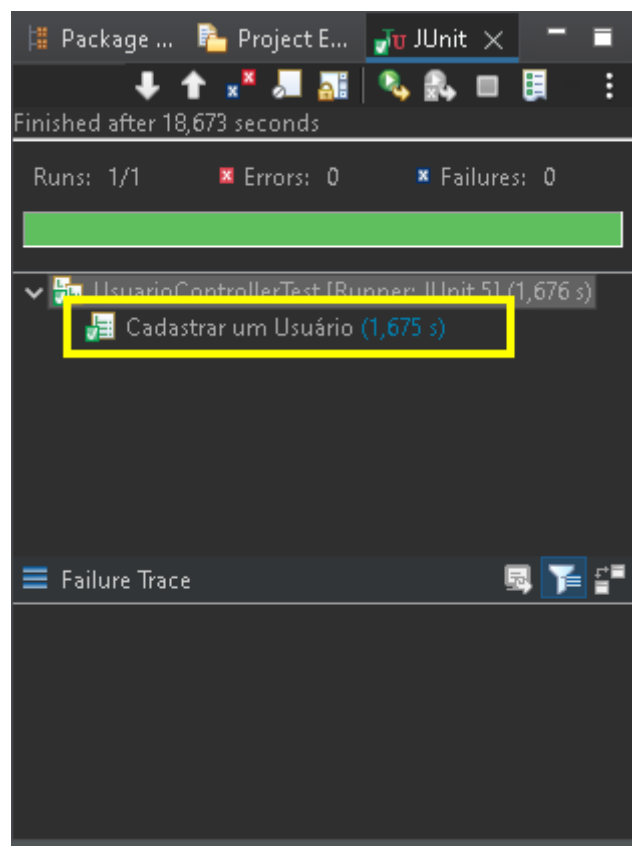 Package ... Project E... JUnit
Finished after 18,673 seconds
Runs: 1/1 Errors: 0 Failures: 0
UsuarioControllerTest [Runner: JUnit 5] (1,676 s)
Cadastrar um Usuário (1,675 s)
Failure Trace